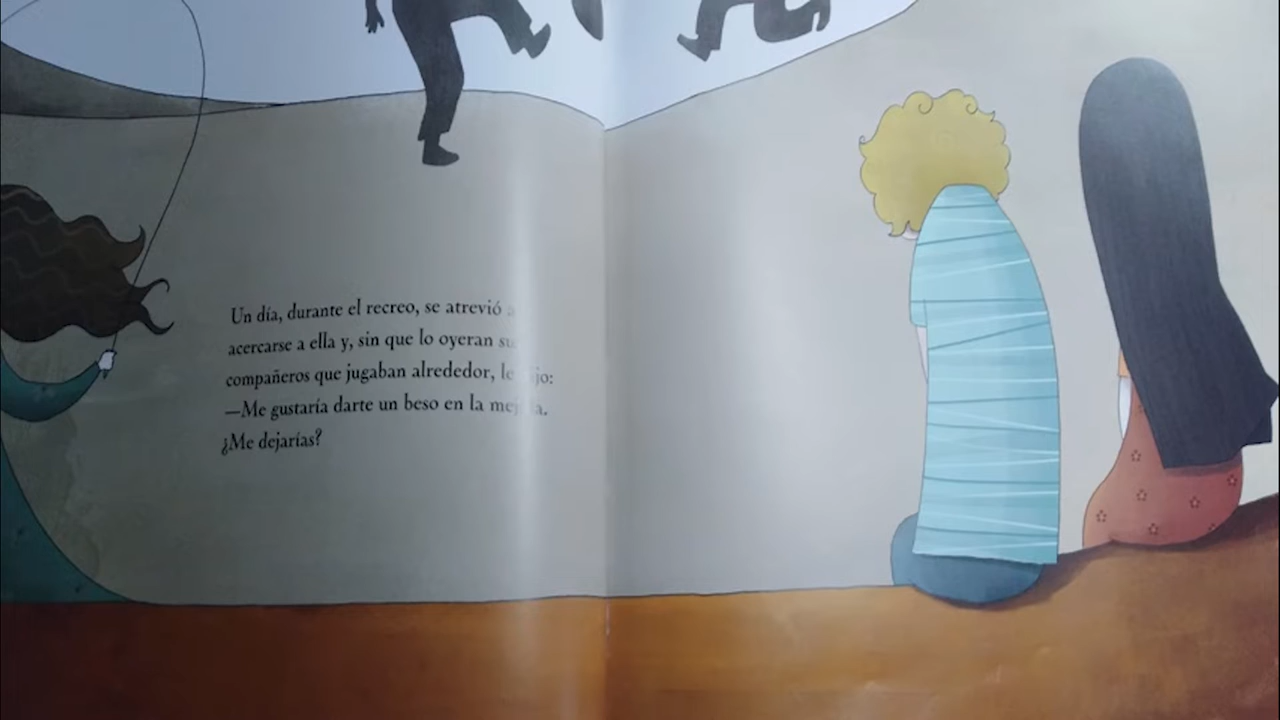 Un día, durante el recreo, se atrevió a
acercarse a ella y, sin que lo oyeran
compañeros que jugaban alrededor,
—Me gustaría darte un beso en la
¿Me dejarías?